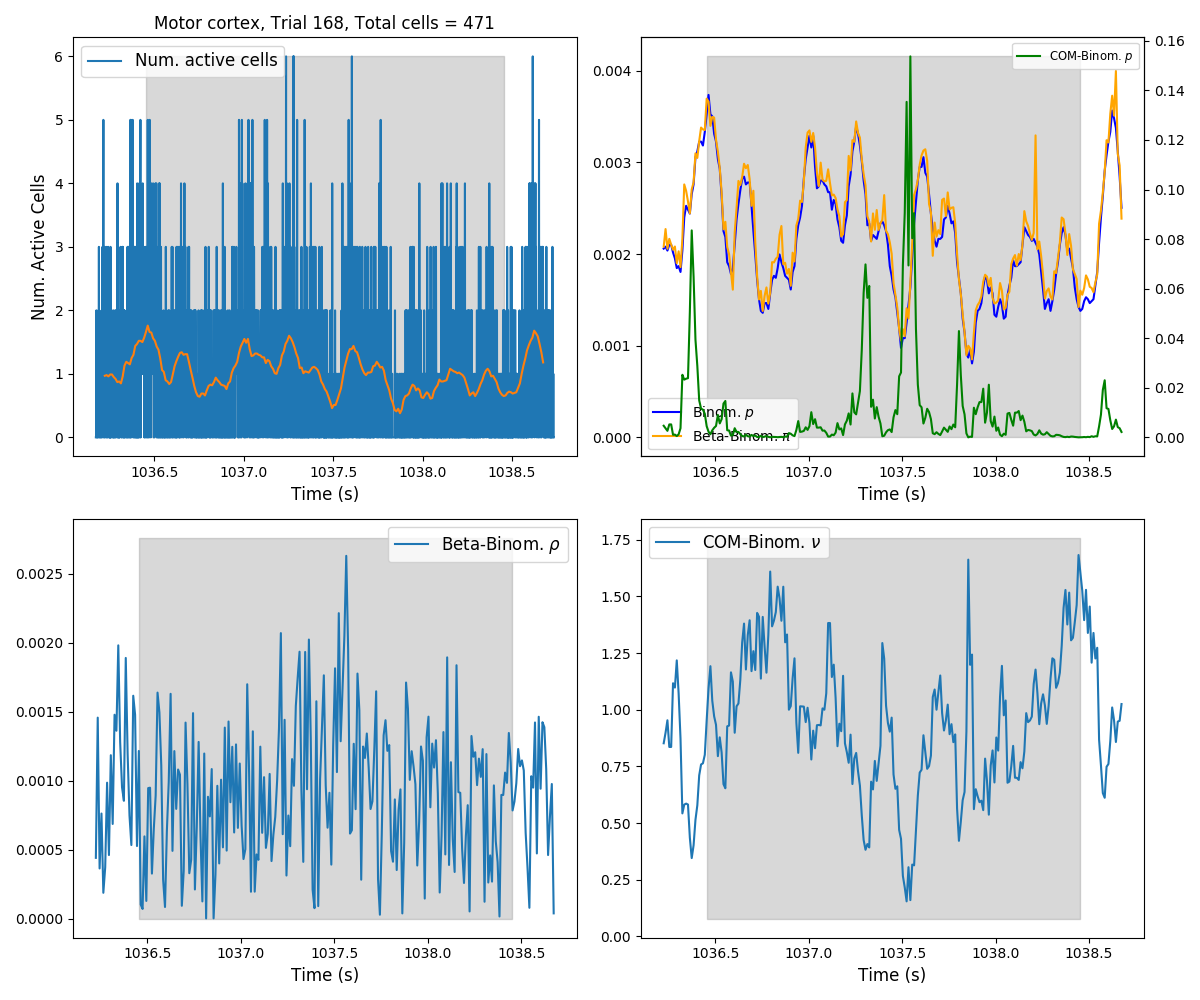 Motor cortex, Trial 168, Total cells = 471
Num. active cells
6
5
4
3
2
1
0
Num. Active Cells
1036.5 1037.0 1037.5 1038.0 1038.5
Time (s)
COM-Binom. p
0.004
0.003
0.002
0.001
0.000
0.16
0.14
0.12
0.10
0.08
0.06
0.04
0.02
0.00
Binom. p
Beta-Binom. π
1036.5 1037.0 1037.5 1038.0 1038.5
Time (s)
Beta-Binom. ρ
0.0025
0.0020
0.0015
0.0010
0.0005
0.0000
1036.5 1037.0 1037.5 1038.0 1038.5
Time (s)
COM-Binom. ν
1.75
1.50
1.25
1.00
0.75
0.50
0.25
0.00
1036.5 1037.0 1037.5 1038.0 1038.5
Time (s)